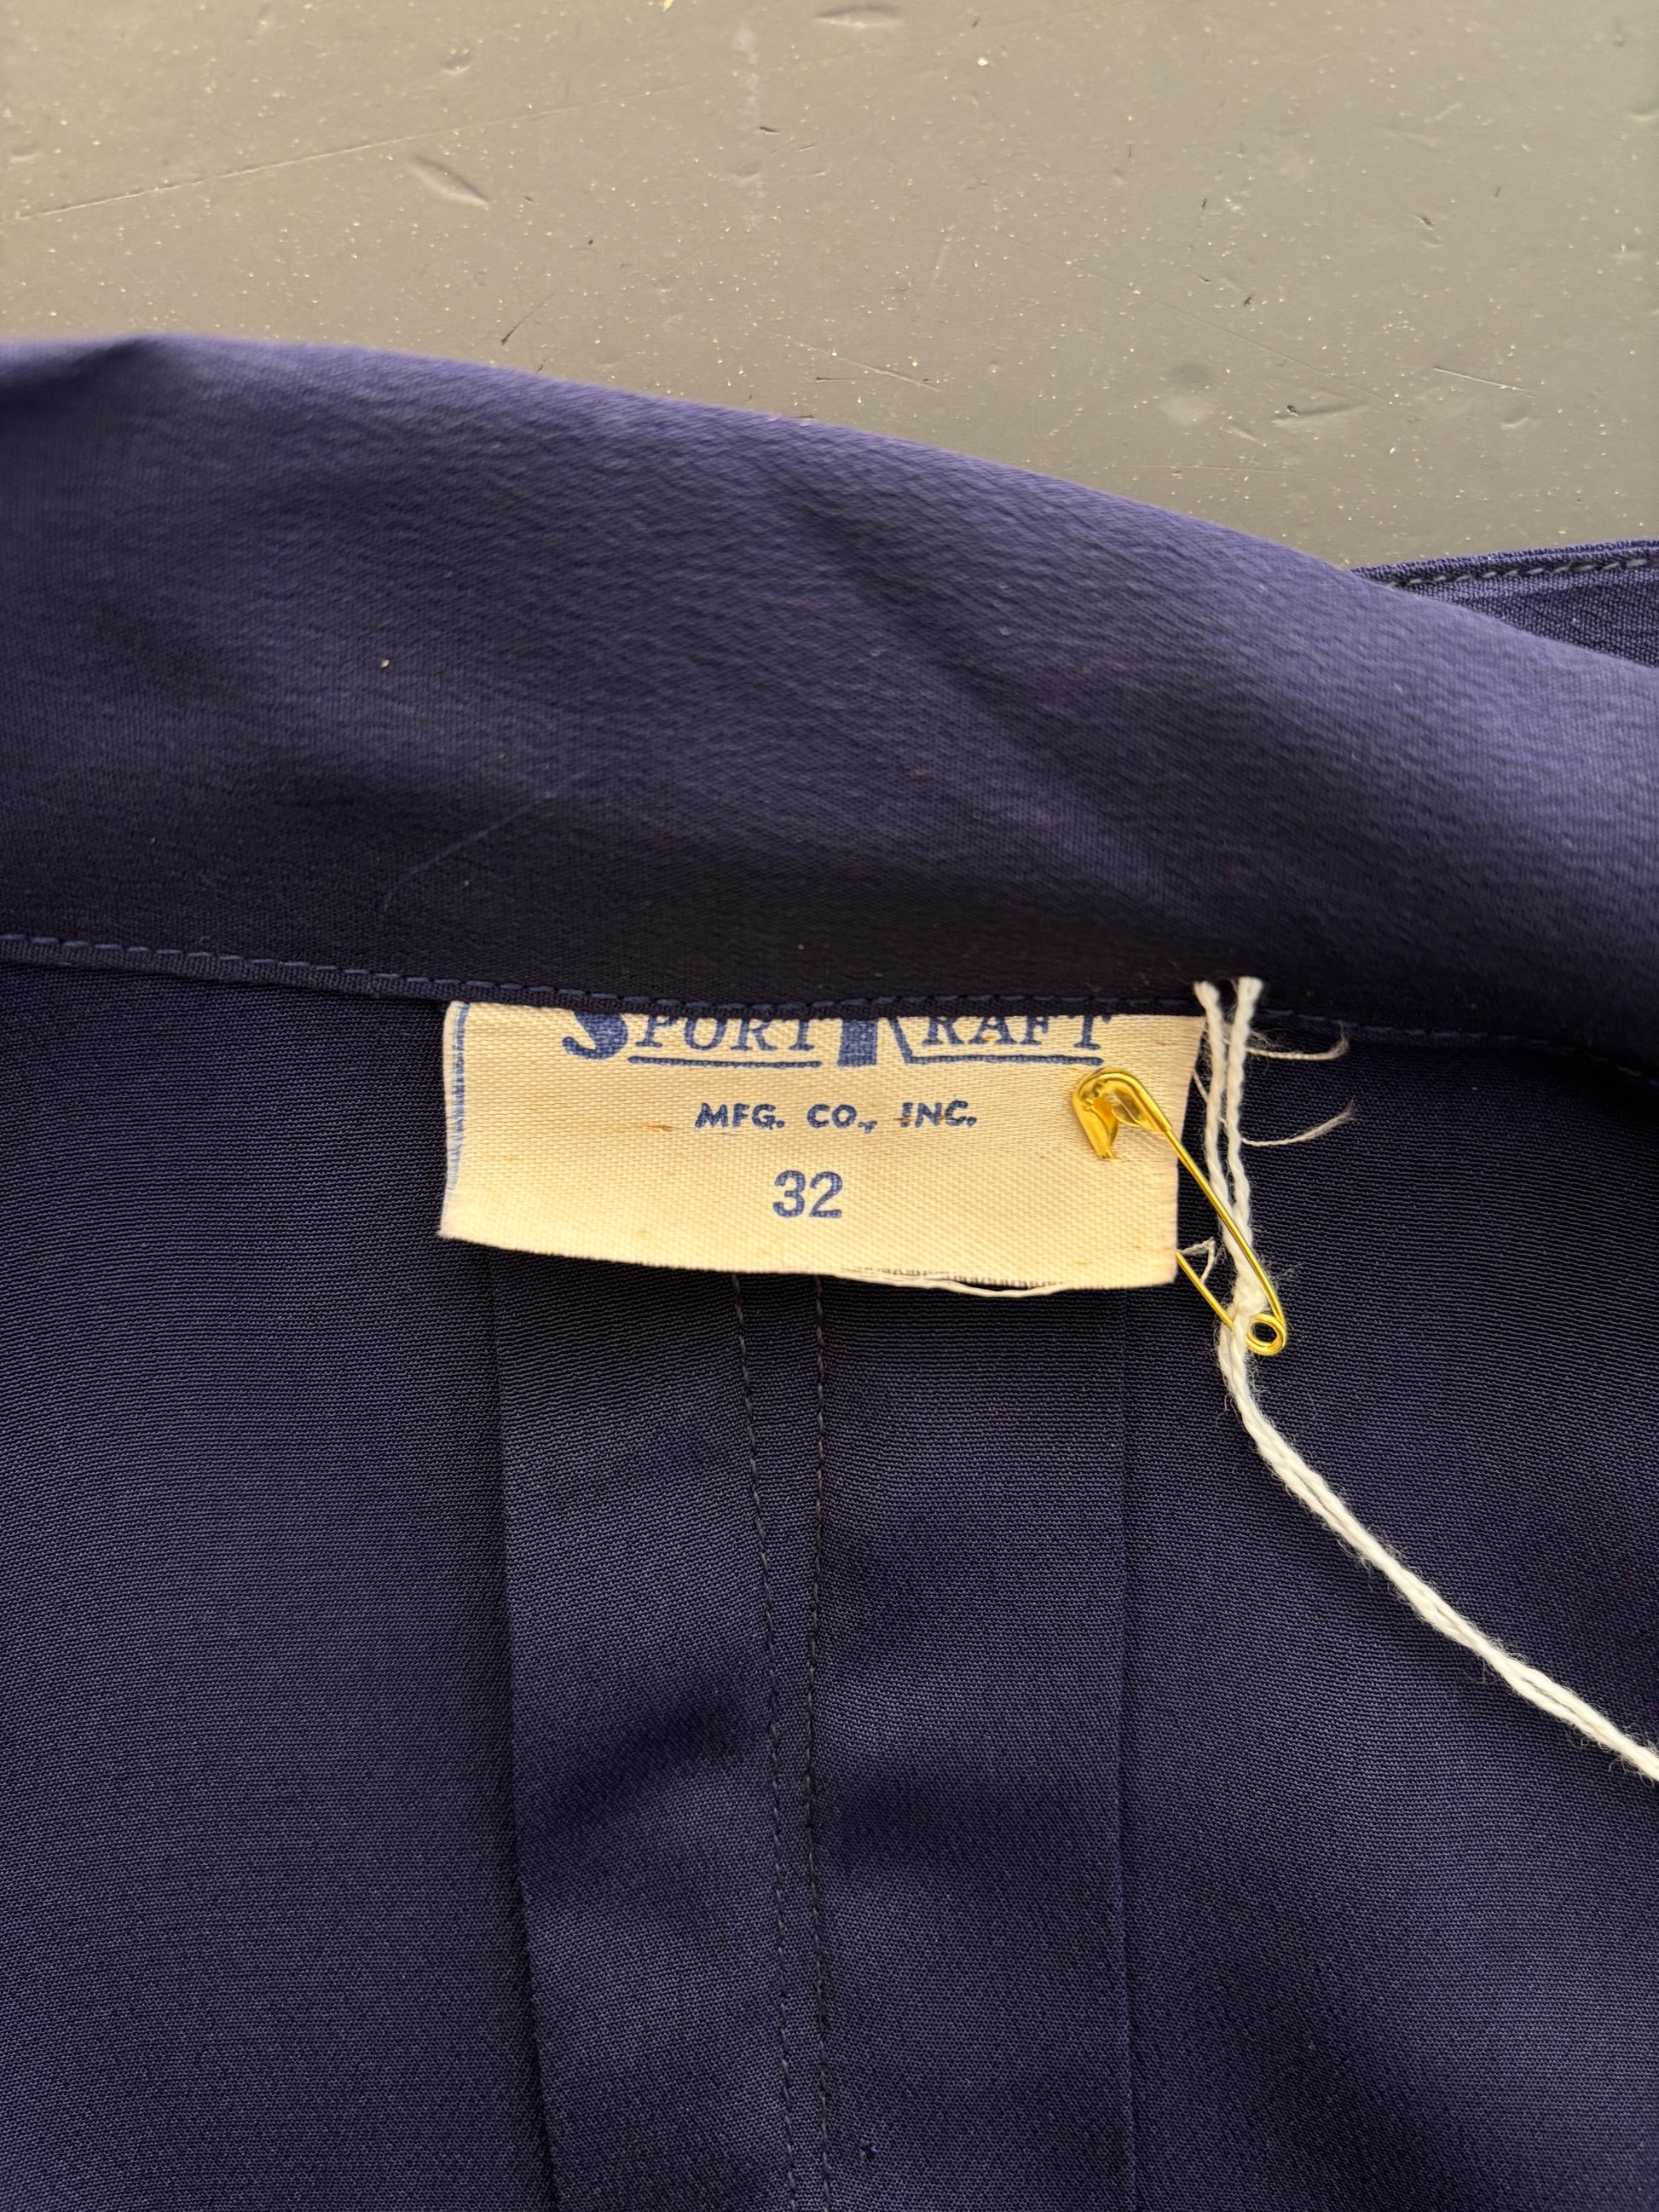 SPORT KRAFT
MFG. CO., INC.
32